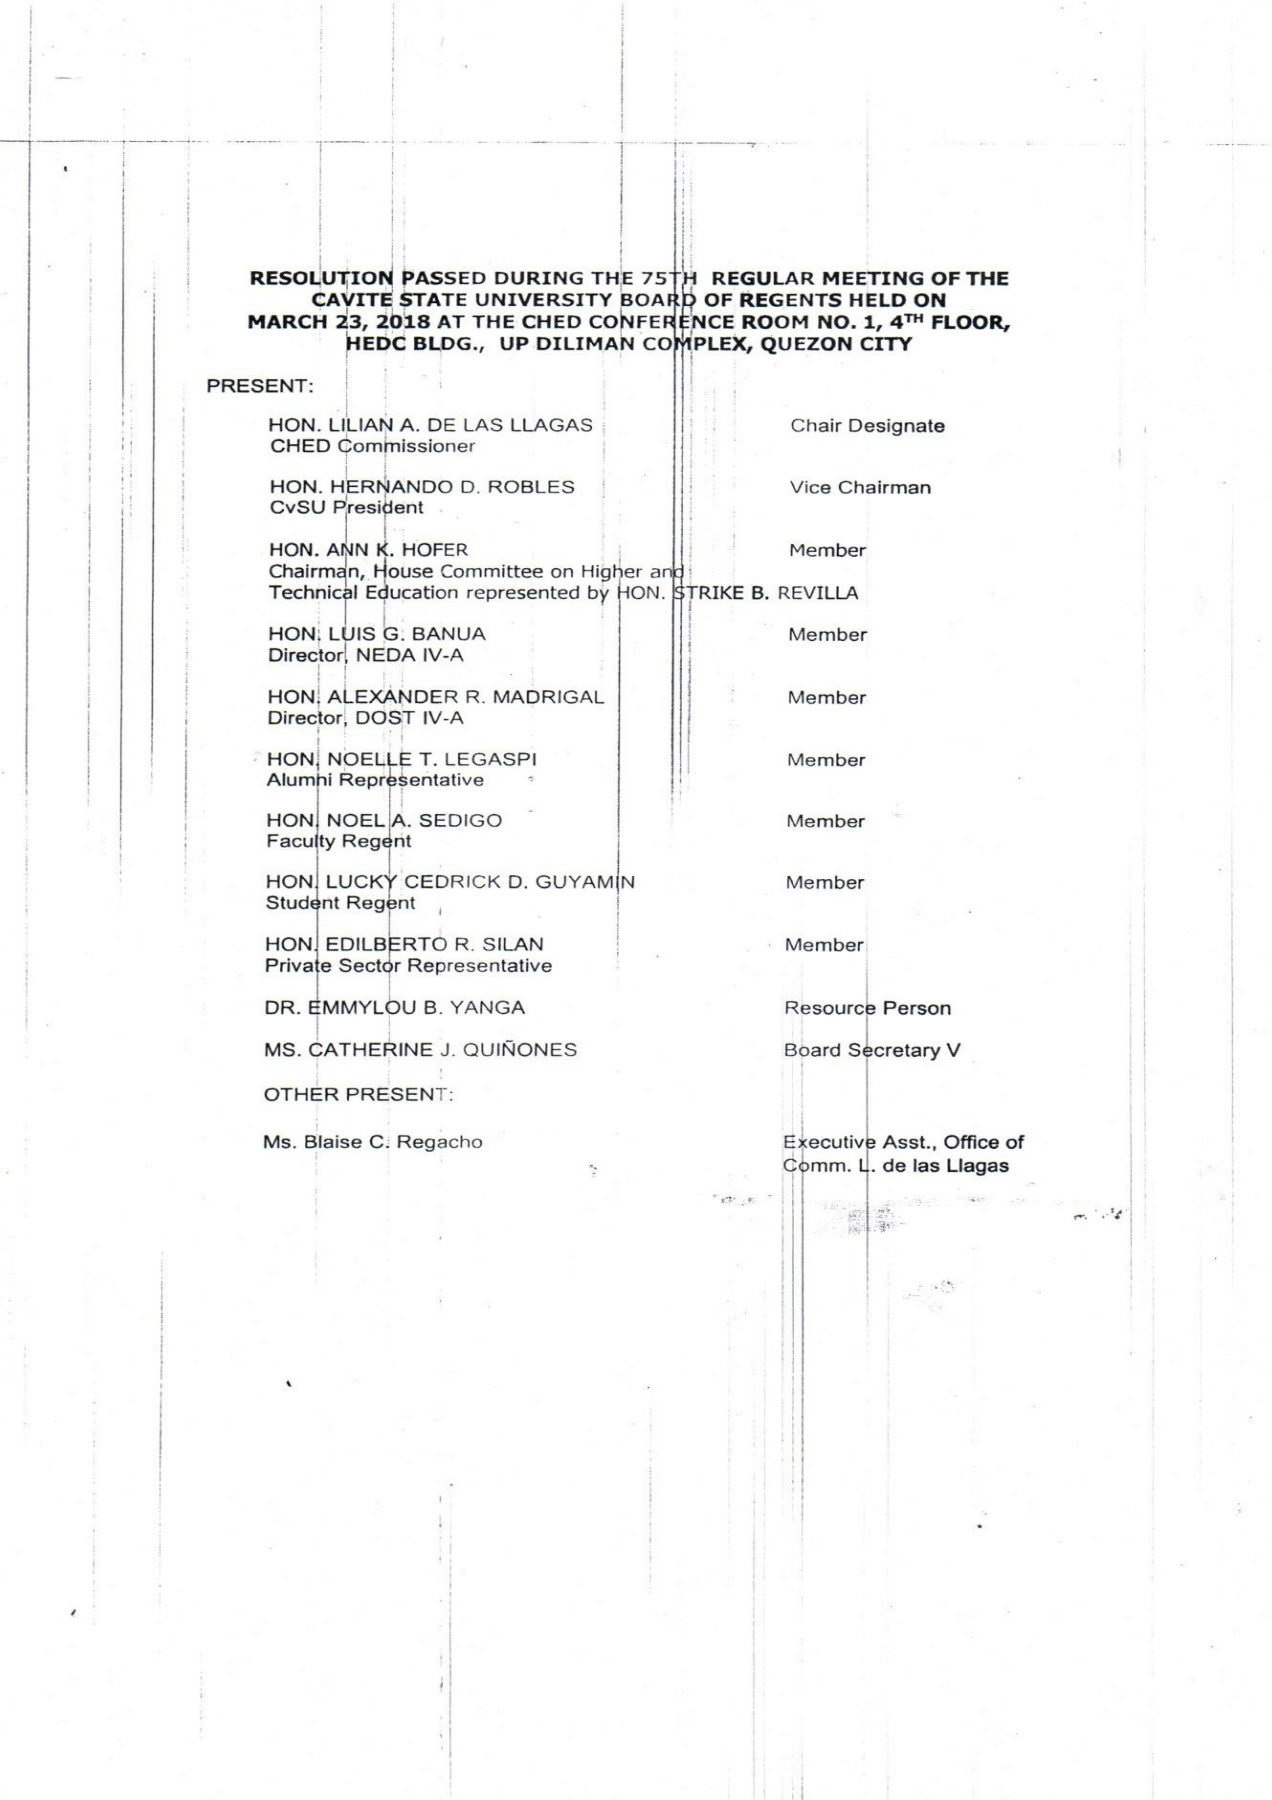 RESOLUTION PASSED DURING THE 75TH REGULAR MEETING OF THE
CAVITE STATE UNIVERSITY BOARD OF REGENTS HELD ON
MARCH 23, 2018 AT THE CHED CONFERENCE ROOM NO. 1, 4TH FLOOR,
HEDC BLDG., UP DILIMAN COMPLEX, QUEZON CITY
PRESENT:
HON. LILIAN A. DE LAS LLAGAS Chair Designate
CHED Commissioner
HON. HERNANDO D. ROBLES Vice Chairman
CvSU President
HON. ANN K. HOFER Member
Chairman, House Committee on Higher and
Technical Education represented by HON. STRIKE B. REVILLA
HON. LUIS G. BANUA Member
Director, NEDA IV-A
HON. ALEXANDER R. MADRIGAL Member
Director, DOST IV-A
HON. NOELLE T. LEGASPI Member
Alumni Representative
HON. NOEL A. SEDIGO Member
Faculty Regent
HON. LUCKY CEDRICK D. GUYAMIN Member
Student Regent
HON. EDILBERTO R. SILAN Member
Private Sector Representative
DR. EMMYLOU B. YANGA Resource Person
MS. CATHERINE J. QUIÑONES Board Secretary V
OTHER PRESENT:
Ms. Blaise C. Regacho Executive Asst., Office of
Comm. L. de las Llagas